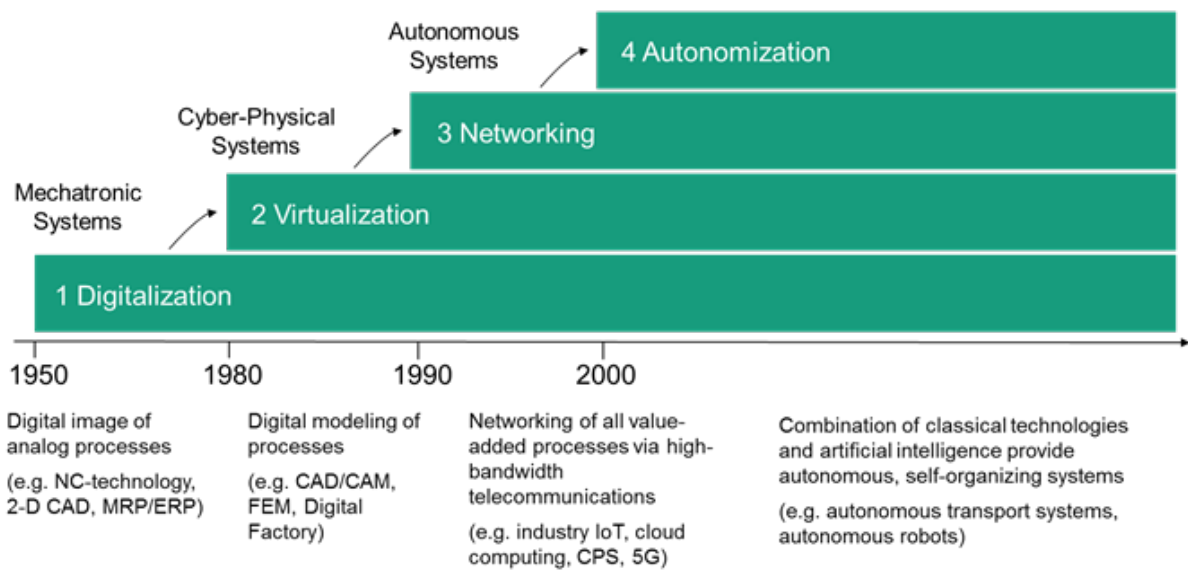 Autonomous
Systems
4 Autonomization
Cyber-Physical
Systems
3 Networking
Mechatronic
Systems
2 Virtualization
1 Digitalization
1950
1980
1990
2000
Digital image of
analog processes
(e.g. NC-technology,
2-D CAD, MRP/ERP)
Digital modeling of
processes
(e.g. CAD/CAM,
FEM, Digital
Factory)
Networking of all value-
added processes via high-
bandwidth
telecommunications
(e.g. industry IoT, cloud
computing, CPS, 5G)
Combination of classical technologies
and artificial intelligence provide
autonomous, self-organizing systems
(e.g. autonomous transport systems,
autonomous robots)